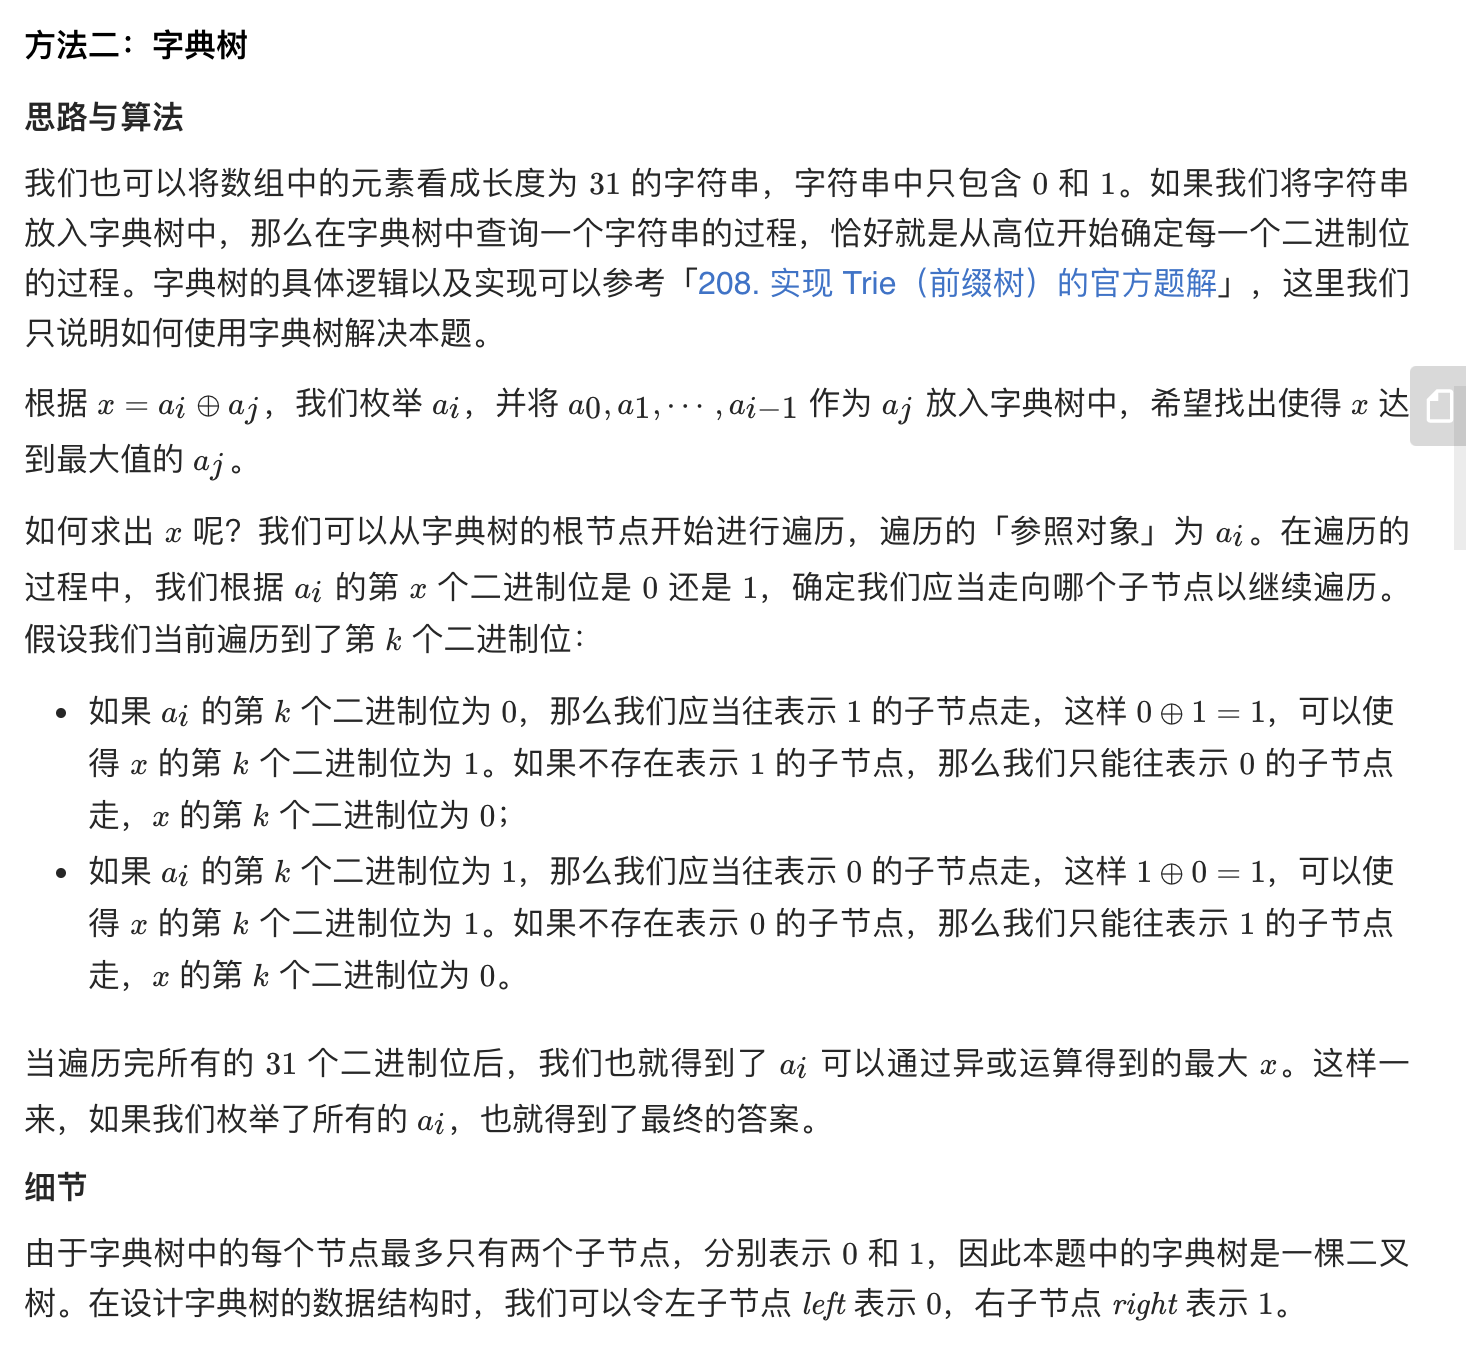 方法二：字典树
思路与算法
我们也可以将数组中的元素看成长度为 31 的字符串，字符串中只包含 0 和 1。如果我们将字符串
放入字典树中，那么在字典树中查询一个字符串的过程，恰好就是从高位开始确定每一个二进制位
的过程。字典树的具体逻辑以及实现可以参考「208. 实现 Trie（前缀树）的官方题解」，这里我们
只说明如何使用字典树解决本题。
根据 x = ai ⊕ aj，我们枚举 ai，并将 a0, a1, ⋯ , ai−1 作为 aj 放入字典树中，希望找出使得 x 达
到最大值的 aj。
如何求出 x 呢？我们可以从字典树的根节点开始进行遍历，遍历的「参照对象」为 ai。在遍历的
过程中，我们根据 ai 的第 x 个二进制位是 0 还是 1，确定我们应当走向哪个子节点以继续遍历。
假设我们当前遍历到了第 k 个二进制位：
• 如果 ai 的第 k 个二进制位为 0，那么我们应当往表示 1 的子节点走，这样 0 ⊕ 1 = 1，可以使
得 x 的第 k 个二进制位为 1。如果不存在表示 1 的子节点，那么我们只能往表示 0 的子节点
走，x 的第 k 个二进制位为 0；
• 如果 ai 的第 k 个二进制位为 1，那么我们应当往表示 0 的子节点走，这样 1 ⊕ 0 = 1，可以使
得 x 的第 k 个二进制位为 1。如果不存在表示 0 的子节点，那么我们只能往表示 1 的子节点
走，x 的第 k 个二进制位为 0。
当遍历完所有的 31 个二进制位后，我们也就得到了 ai 可以通过异或运算得到的最大 x。这样一
来，如果我们枚举了所有的 ai，也就得到了最终的答案。
细节
由于字典树中的每个节点最多只有两个子节点，分别表示 0 和 1，因此本题中的字典树是一棵二叉
树。在设计字典树的数据结构时，我们可以令左子节点 left 表示 0，右子节点 right 表示 1。